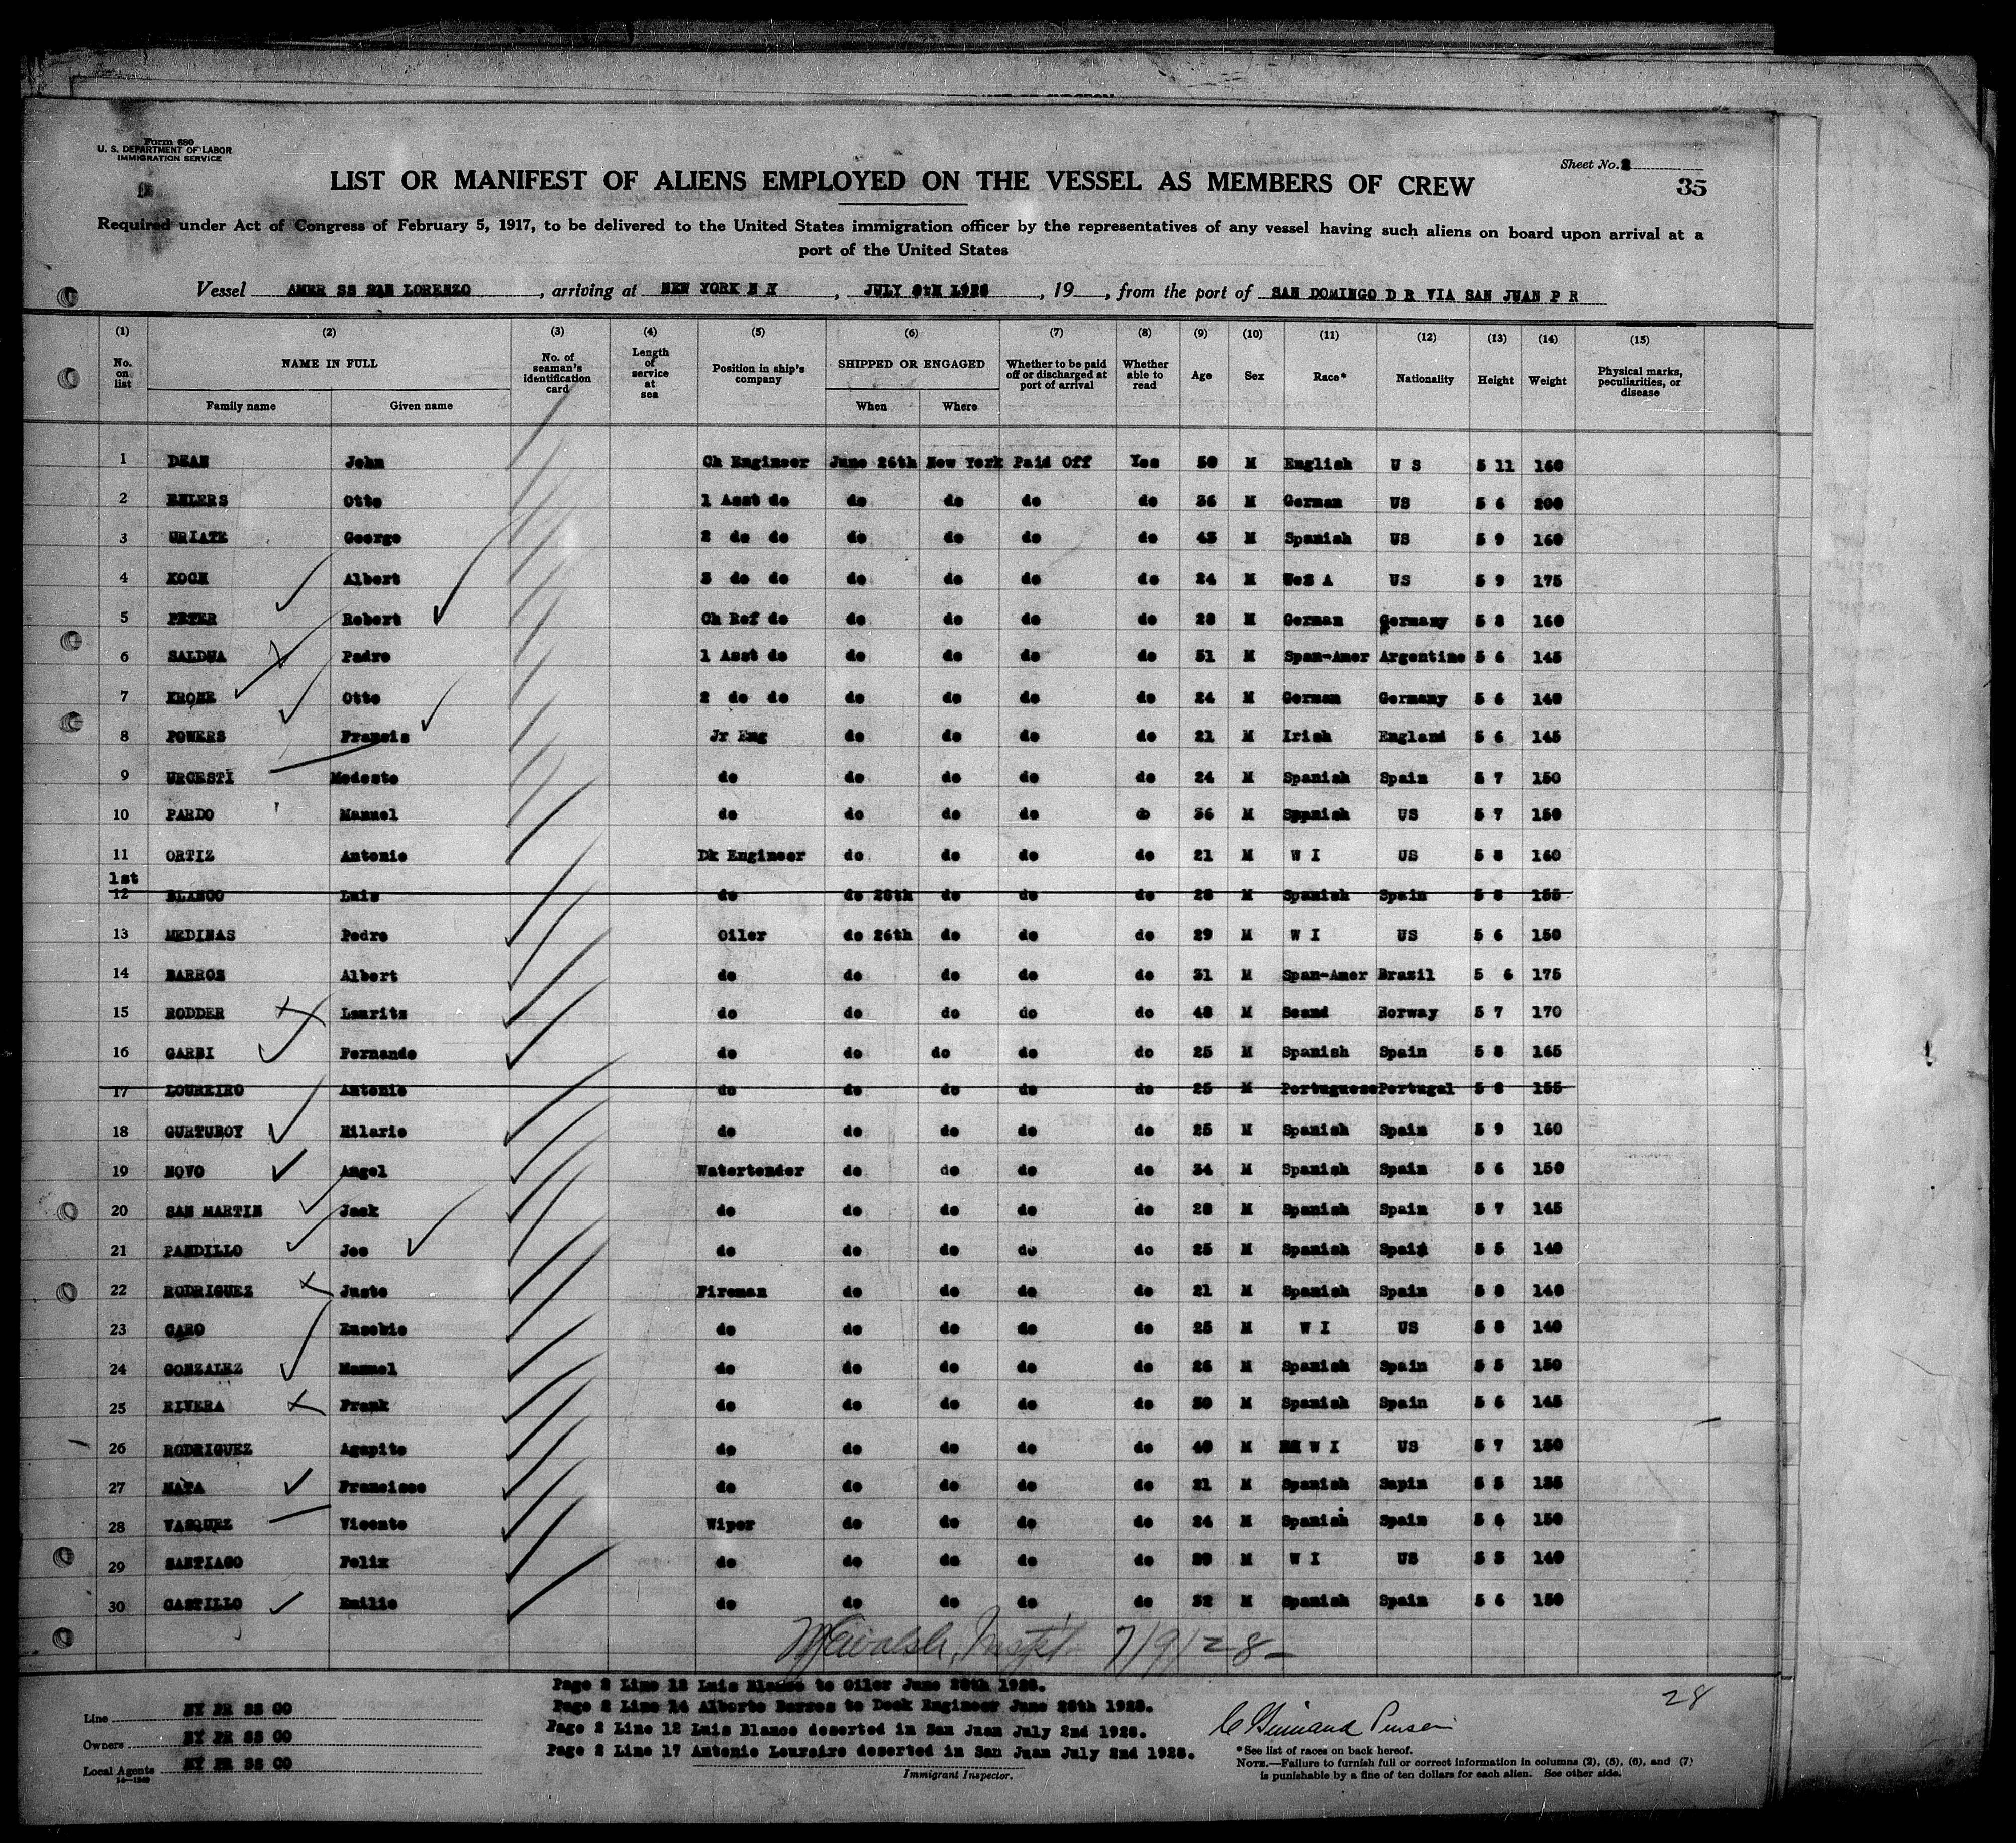 Form 680
U. S. DEPARTMENT OF LABOR
IMMIGRATION SERVICE
Sheet No. 2
LIST OR MANIFEST OF ALIENS EMPLOYED ON THE VESSEL AS MEMBERS OF CREW
35
Required under Act of Congress of February 5, 1917, to be delivered to the United States immigration officer by the representatives of any vessel having such aliens on board upon arrival at a
port of the United States
Vessel AMER SS SAN LORENZO, arriving at NEW YORK N Y, JULY 9th 1928, 19, from the port of SAN DOMINGO D R VIA SAN JUAN P R
(1) (2) (3) (4) (5) (6) (7) (8) (9) (10) (11) (12) (13) (14) (15)
No. on list NAME IN FULL Family name Given name No. of seaman's identification card Length of service at sea Position in ship's company SHIPPED OR ENGAGED When Where Whether to be paid off or discharged at port of arrival Whether able to read Age Sex Race* Nationality Height Weight Physical marks, peculiarities, or disease
1 DEAN John Ch Engineer June 26th New York Paid Off Yes 50 M English U S 5 11 160
2 EHLERS Otto 1 Asst do do do do do 36 M German US 5 6 200
3 URIATE George 2 do do do do do do 45 M Spanish US 5 9 160
4 KOCH Albert 3 do do do do do do 24 M US 5 9 175
5 PETER Robert Ch Ref do do do do do 28 M German Germany 5 8 160
6 SALDUA Padro 1 Asst do do do do do 51 M Span-Amer Argentine 5 6 145
7 KRONE Otto 2 do do do do do do 24 M German Germany 5 6 140
8 POWERS Francis Jr Eng do do do do 21 M Irish England 5 6 145
9 URCESTI Modesto do do do do do 24 M Spanish Spain 5 7 150
10 PARDO Manuel do do do do do 36 M Spanish US 5 7 150
11 ORTIZ Antonio Dk Engineer do do do do 21 M W I US 5 8 160
1st
12 BLANCO Luis do do 28th do do do 28 M Spanish Spain 5 8 155
13 MEDINAS Pedro Oiler do 26th do do do 29 M W I US 5 6 150
14 BARROS Albert do do do do do 31 M Span-Amer Brazil 5 6 175
15 RODDER Lauritz do do do do do 48 M Scand Norway 5 7 170
16 GARBI Fernando do do do do do 25 M Spanish Spain 5 8 165
17 LOUREIRO Antonio do do do do do 25 M Portuguese Portugal 5 8 155
18 GURTUBOY Hilario do do do do do 25 M Spanish Spain 5 9 160
19 NOVO Angel Watertender do do do do 34 M Spanish Spain 5 6 150
20 SAN MARTIN Jack do do do do do 28 M Spanish Spain 5 7 145
21 PANDILLO Joe do do do do do 25 M Spanish Spain 5 5 140
22 RODRIGUEZ Justo Fireman do do do do 21 M Spanish Spain 5 8 140
23 CARO Eusebio do do do do do 25 M W I US 5 8 140
24 GONZALEZ Manuel do do do do do 26 M Spanish Spain 5 5 150
25 RIVERA Frank do do do do do 30 M Spanish Spain 5 6 145
26 RODRIGUEZ Agapito do do do do do 40 M W I US 5 7 150
27 MATA Francisco do do do do do 21 M Spanish Sapin 5 5 135
28 VASQUEZ Vicente Wiper do do do do 24 M Spanish Spain 5 6 150
29 SANTIAGO Felix do do do do do M W I US 5 5 140
30 CASTILLO Emilio do do do do do 32 M Spanish Spain 5 6 150
Walsh, Inspt. 7/9/28
Page 2 Line 12 Luis Blanco to Oiler June 28th 1928.
Page 2 Line 14 Alberto Barros to Deck Engineer June 28th 1928.
Page 2 Line 12 Luis Blanco deserted in San Juan July 2nd 1928.
Page 2 Line 17 Antonio Loureiro deserted in San Juan July 2nd 1928.
28
Line NY PR SS CO
Owners NY PR SS CO
Local Agents NY PR SS CO
14—1240
Immigrant Inspector.
*See list of races on back hereof.
NOTE.—Failure to furnish full or correct information in columns (2), (5), (6), and (7)
is punishable by a fine of ten dollars for each alien. See other side.